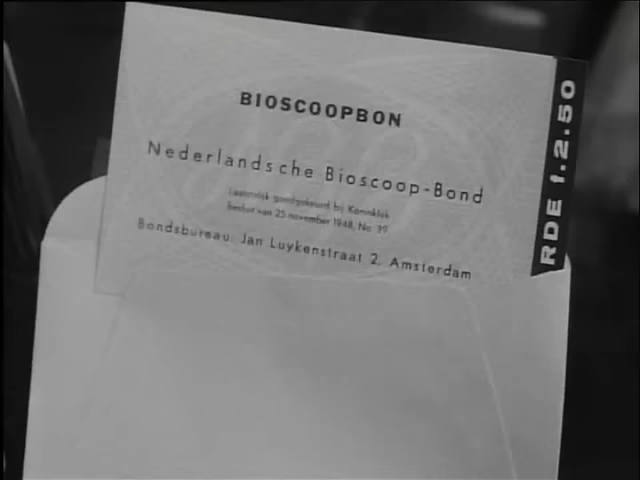 BIOSCOOPBON
Nederlandsche Bioscoop-Bond
Laatstelijk goedgekeurd bij Koninklijk
besluit van 25 november 1948, No. 39
Bondsbureau: Jan Luykenstraat 2, Amsterdam
RDE f.2.50